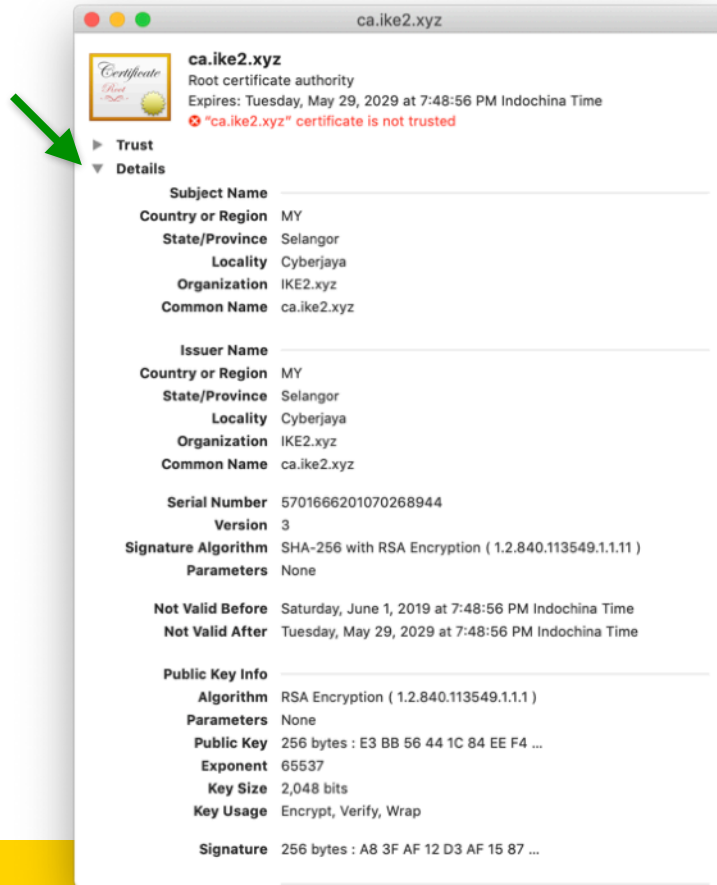 ca.ike2.xyz
Certificate
Root
ca.ike2.xyz
Root certificate authority
Expires: Tuesday, May 29, 2029 at 7:48:56 PM Indochina Time
"ca.ike2.xyz" certificate is not trusted
Trust
Details
Subject Name
Country or Region MY
State/Province Selangor
Locality Cyberjaya
Organization IKE2.xyz
Common Name ca.ike2.xyz
Issuer Name
Country or Region MY
State/Province Selangor
Locality Cyberjaya
Organization IKE2.xyz
Common Name ca.ike2.xyz
Serial Number 5701666201070268944
Version 3
Signature Algorithm SHA-256 with RSA Encryption ( 1.2.840.113549.1.1.11 )
Parameters None
Not Valid Before Saturday, June 1, 2019 at 7:48:56 PM Indochina Time
Not Valid After Tuesday, May 29, 2029 at 7:48:56 PM Indochina Time
Public Key Info
Algorithm RSA Encryption ( 1.2.840.113549.1.1.1 )
Parameters None
Public Key 256 bytes : E3 BB 56 44 1C 84 EE F4 ...
Exponent 65537
Key Size 2,048 bits
Key Usage Encrypt, Verify, Wrap
Signature 256 bytes : A8 3F AF 12 D3 AF 15 87 ...